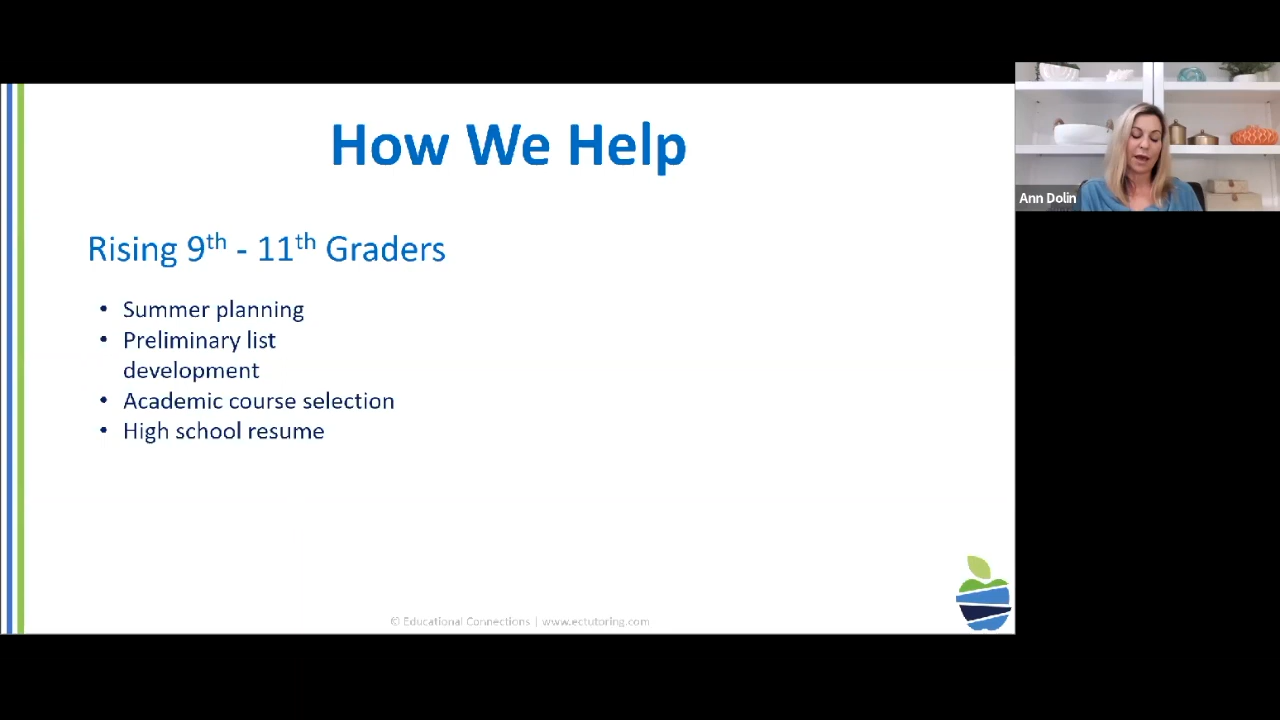 How We Help
Rising 9th - 11th Graders
• Summer planning
• Preliminary list
development
• Academic course selection
• High school resume
© Educational Connections | www.ectutoring.com
Ann Dolin